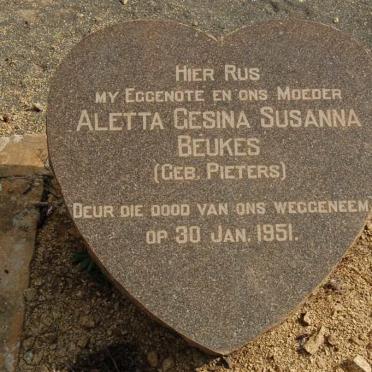 Hier Rus
my Eggenote en ons Moeder
Aletta Gesina Susanna
Beukes
(Geb. Pieters)
Deur die dood van ons weggeneem
op 30 Jan. 1951.